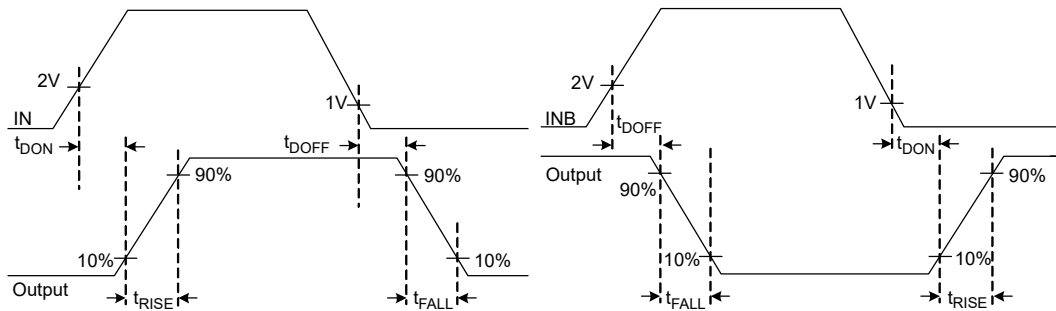 2V
1V
IN
tDON
tDOFF
90%
90%
10%
10%
Output
tRISE
tFALL
2V
1V
INB
tDOFF
tDON
Output
90%
90%
10%
10%
tFALL
tRISE